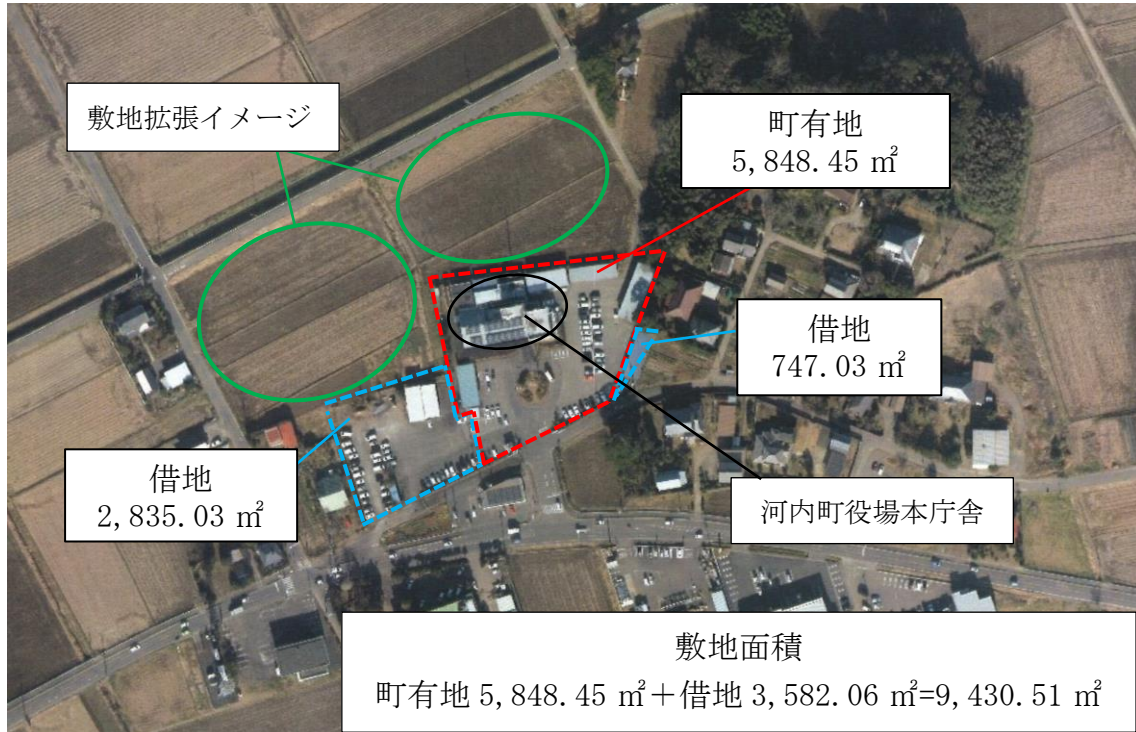 敷地拡張イメージ
町有地
5,848.45 ㎡
借地
747.03 ㎡
借地
2,835.03 ㎡
河内町役場本庁舎
敷地面積
町有地 5,848.45 ㎡＋借地 3,582.06 ㎡=9,430.51 ㎡